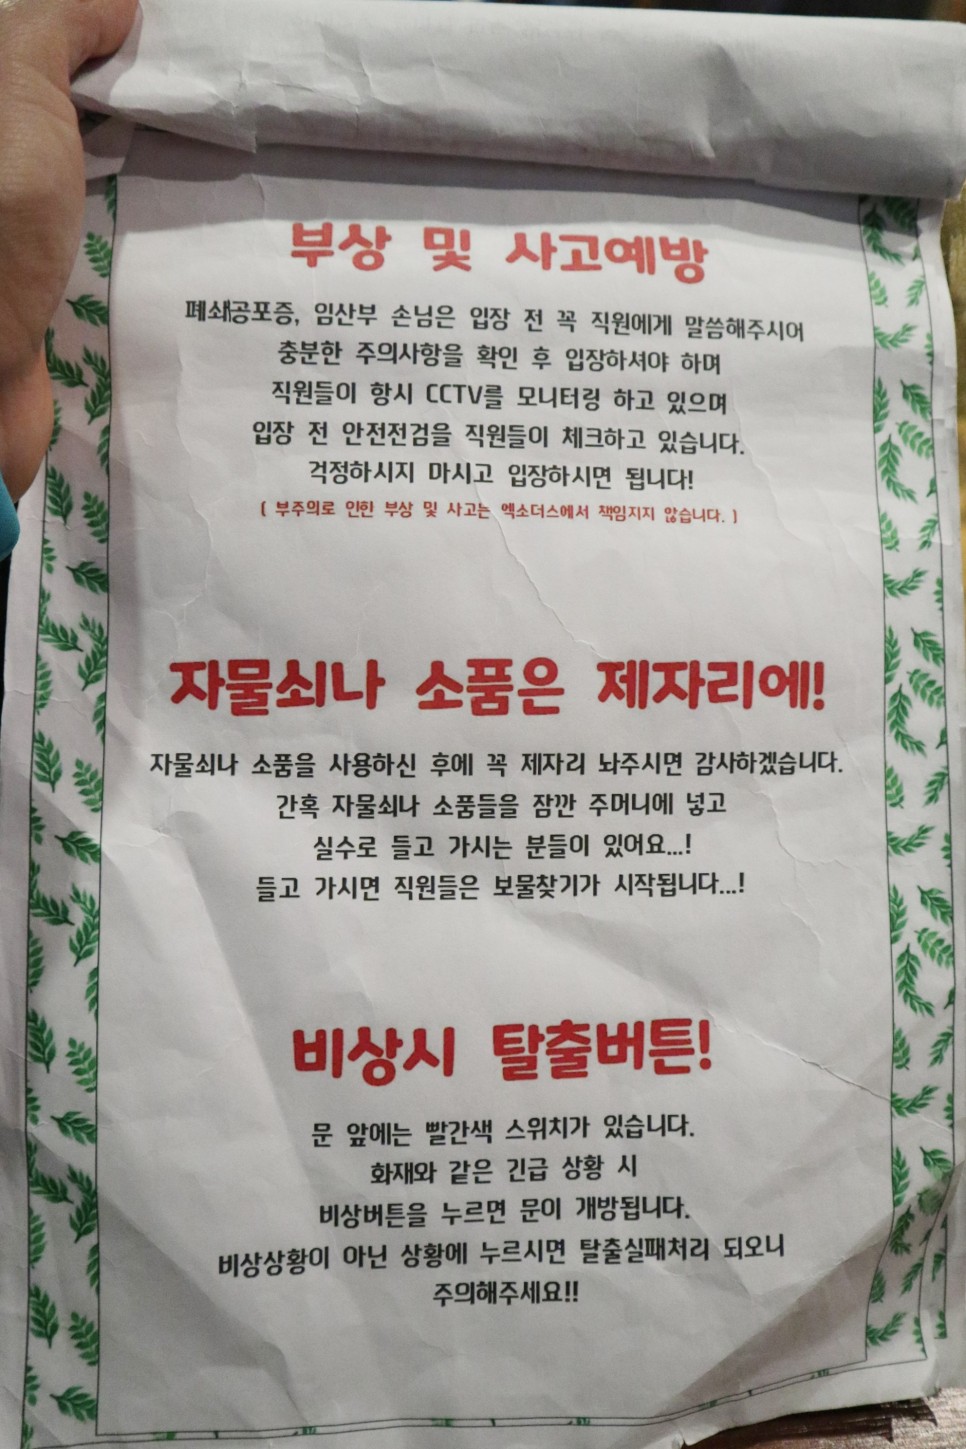 부상 및 사고예방
폐쇄공포증, 임산부 손님은 입장 전 꼭 직원에게 말씀해주시어
충분한 주의사항을 확인 후 입장하셔야 하며
직원들이 항시 CCTV를 모니터링 하고 있으며
입장 전 안전전검을 직원들이 체크하고 있습니다.
걱정하시지 마시고 입장하시면 됩니다!
( 부주의로 인한 부상 및 사고는 엑소더스에서 책임지지 않습니다. )
자물쇠나 소품은 제자리에!
자물쇠나 소품을 사용하신 후에 꼭 제자리 놔주시면 감사하겠습니다.
간혹 자물쇠나 소품들을 잠깐 주머니에 넣고
실수로 들고 가시는 분들이 있어요...!
들고 가시면 직원들은 보물찾기가 시작됩니다...!
비상시 탈출버튼!
문 앞에는 빨간색 스위치가 있습니다.
화재와 같은 긴급 상황 시
비상버튼을 누르면 문이 개방됩니다.
비상상황이 아닌 상황에 누르시면 탈출실패처리 되오니
주의해주세요!!